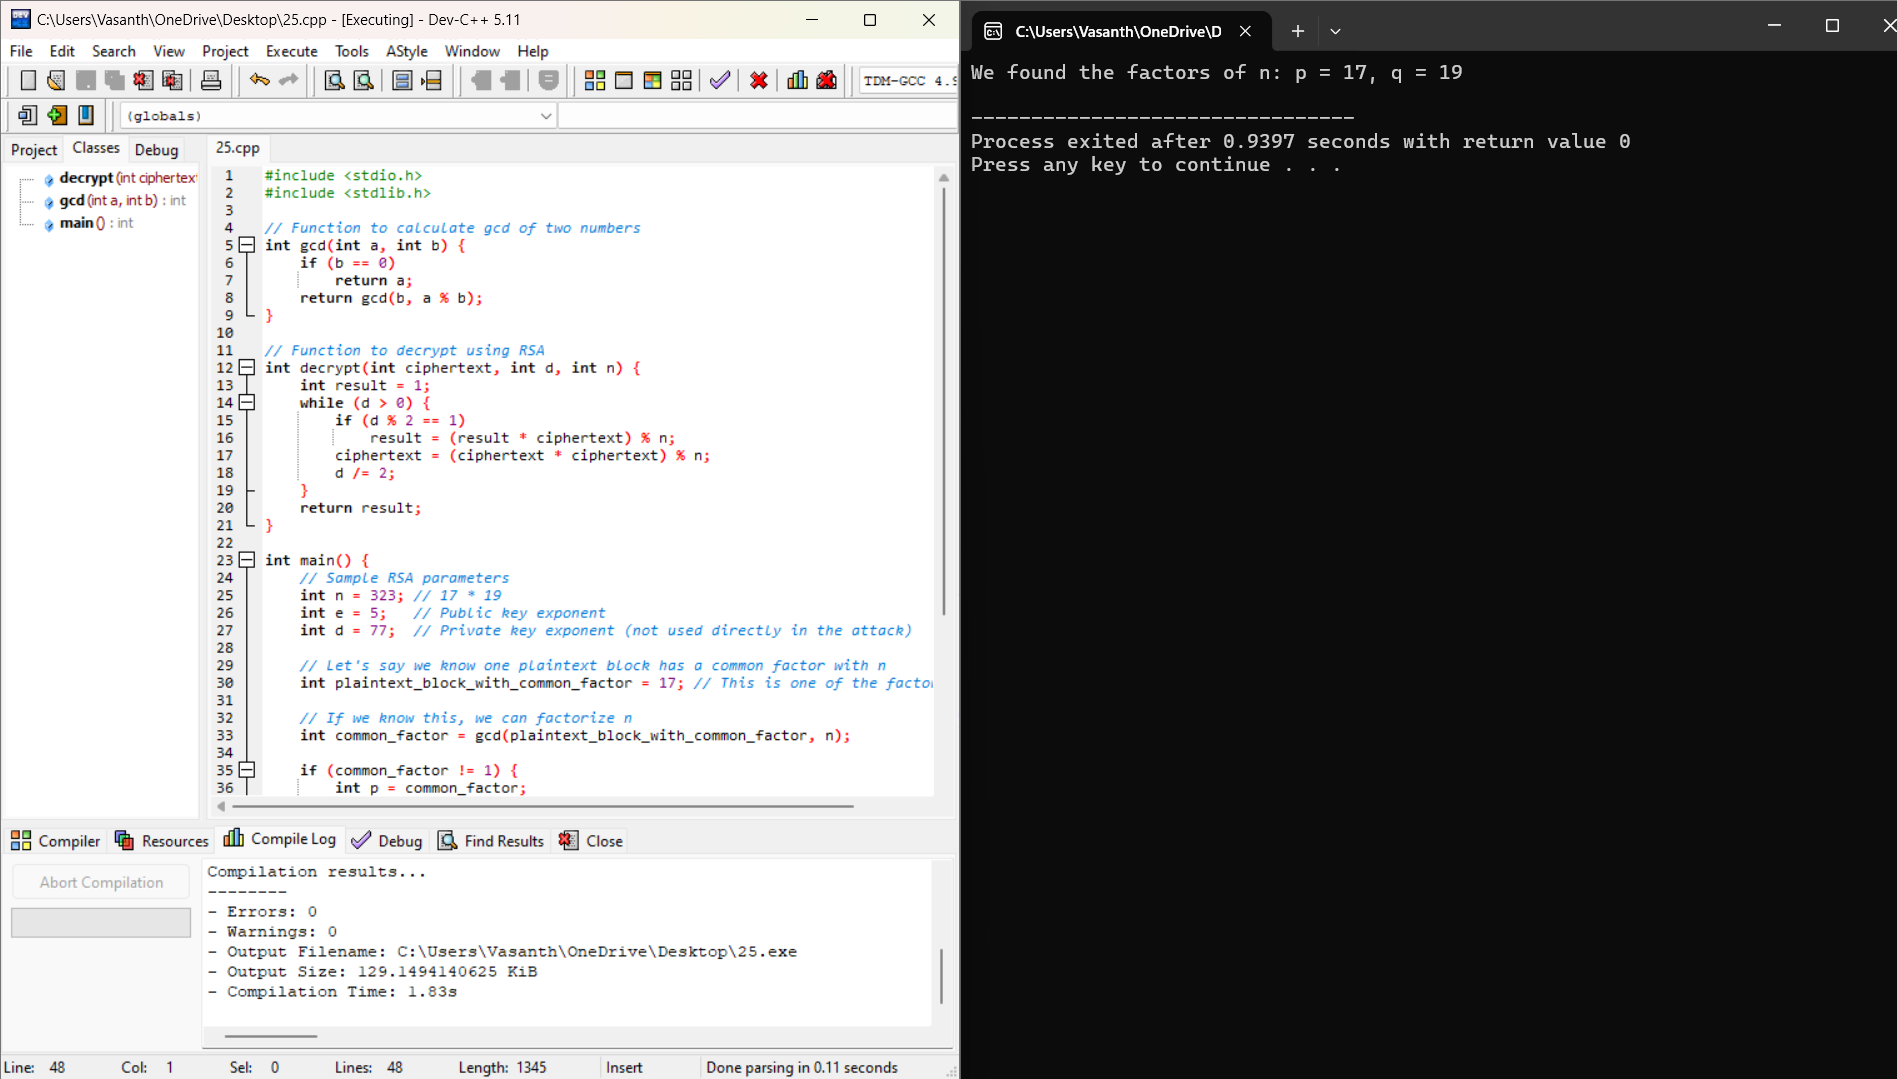 C:\Users\Vasanth\OneDrive\Desktop\25.cpp - [Executing] - Dev-C++ 5.11
File Edit Search View Project Execute Tools AStyle Window Help
TDM-GCC 4.9
(globals)
Project Classes Debug
decrypt (int ciphertext
gcd (int a, int b) : int
main () : int
25.cpp
1 #include <stdio.h>
2 #include <stdlib.h>
3
4 // Function to calculate gcd of two numbers
5 int gcd(int a, int b) {
6 if (b == 0)
7 return a;
8 return gcd(b, a % b);
9 }
10
11 // Function to decrypt using RSA
12 int decrypt(int ciphertext, int d, int n) {
13 int result = 1;
14 while (d > 0) {
15 if (d % 2 == 1)
16 result = (result * ciphertext) % n;
17 ciphertext = (ciphertext * ciphertext) % n;
18 d /= 2;
19 }
20 return result;
21 }
22
23 int main() {
24 // Sample RSA parameters
25 int n = 323; // 17 * 19
26 int e = 5; // Public key exponent
27 int d = 77; // Private key exponent (not used directly in the attack)
28
29 // Let's say we know one plaintext block has a common factor with n
30 int plaintext_block_with_common_factor = 17; // This is one of the facto
31
32 // If we know this, we can factorize n
33 int common_factor = gcd(plaintext_block_with_common_factor, n);
34
35 if (common_factor != 1) {
36 int p = common_factor;
Compiler Resources Compile Log Debug Find Results Close
Abort Compilation
Compilation results...
--------
- Errors: 0
- Warnings: 0
- Output Filename: C:\Users\Vasanth\OneDrive\Desktop\25.exe
- Output Size: 129.1494140625 KiB
- Compilation Time: 1.83s
Line: 48 Col: 1 Sel: 0 Lines: 48 Length: 1345 Insert Done parsing in 0.11 seconds
C:\Users\Vasanth\OneDrive\D
We found the factors of n: p = 17, q = 19
--------------------------------
Process exited after 0.9397 seconds with return value 0
Press any key to continue . . .